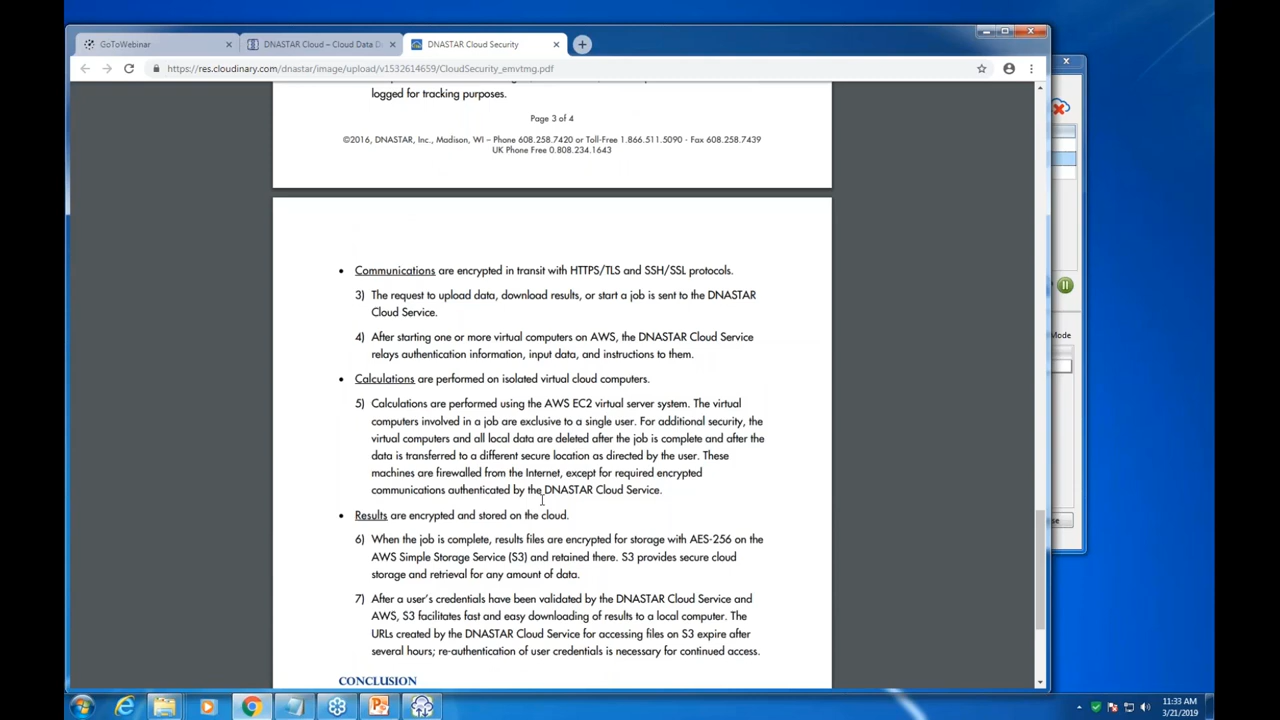 GoToWebinar
DNASTAR Cloud – Cloud Data D
DNASTAR Cloud Security
https://res.cloudinary.com/dnastar/image/upload/v1532614659/CloudSecurity_emvtmg.pdf
logged for tracking purposes.
Page 3 of 4
©2016, DNASTAR, Inc., Madison, WI – Phone 608.258.7420 or Toll-Free 1.866.511.5090 - Fax 608.258.7439
UK Phone Free 0.808.234.1643
• Communications are encrypted in transit with HTTPS/TLS and SSH/SSL protocols.
3) The request to upload data, download results, or start a job is sent to the DNASTAR
Cloud Service.
4) After starting one or more virtual computers on AWS, the DNASTAR Cloud Service
relays authentication information, input data, and instructions to them.
• Calculations are performed on isolated virtual cloud computers.
5) Calculations are performed using the AWS EC2 virtual server system. The virtual
computers involved in a job are exclusive to a single user. For additional security, the
virtual computers and all local data are deleted after the job is complete and after the
data is transferred to a different secure location as directed by the user. These
machines are firewalled from the Internet, except for required encrypted
communications authenticated by the DNASTAR Cloud Service.
• Results are encrypted and stored on the cloud.
6) When the job is complete, results files are encrypted for storage with AES-256 on the
AWS Simple Storage Service (S3) and retained there. S3 provides secure cloud
storage and retrieval for any amount of data.
7) After a user's credentials have been validated by the DNASTAR Cloud Service and
AWS, S3 facilitates fast and easy downloading of results to a local computer. The
URLs created by the DNASTAR Cloud Service for accessing files on S3 expire after
several hours; re-authentication of user credentials is necessary for continued access.
CONCLUSION
Mode
se
11:33 AM
3/21/2019